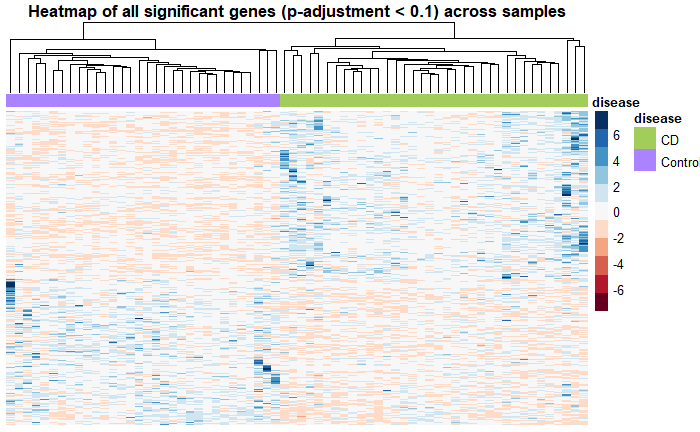 Heatmap of all significant genes (p-adjustment < 0.1) across samples
disease
disease
6
4
2
0
-2
-4
-6
CD
Contro